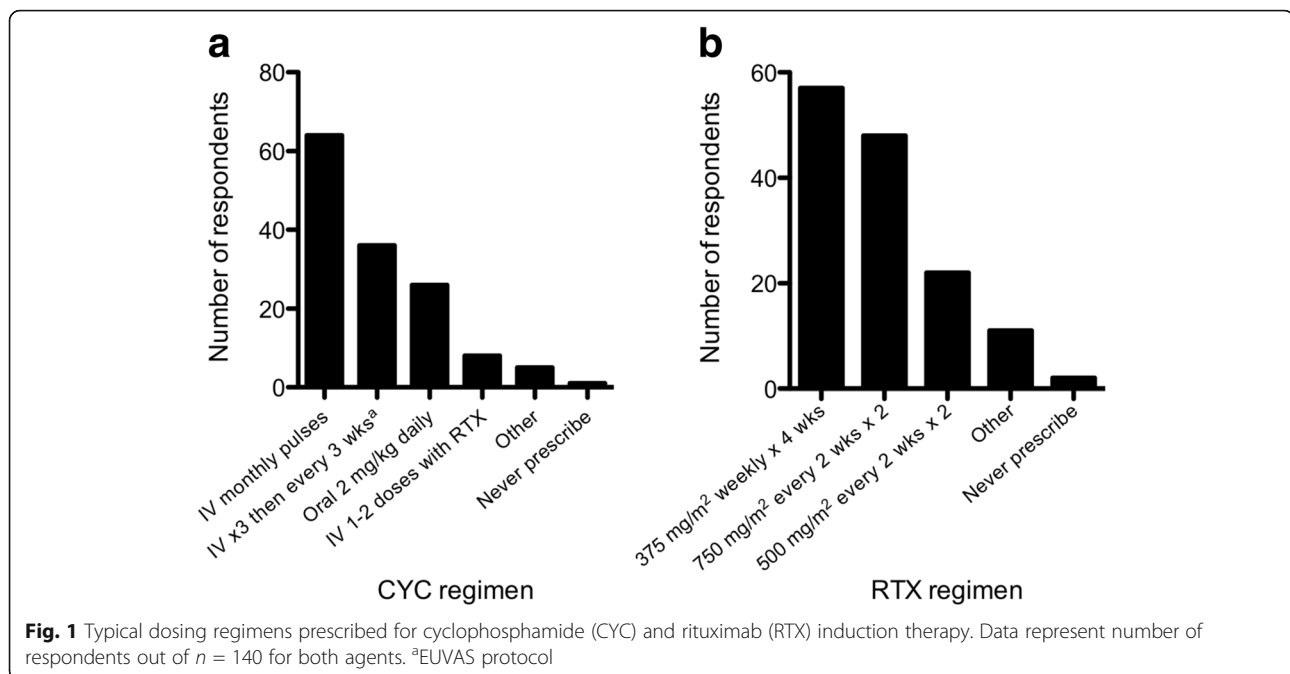 a
80
60
40
20
0
Number of respondents
IV monthly pulses
IV x3 then every 3 wksᵃ
Oral 2 mg/kg daily
IV 1-2 doses with RTX
Other
Never prescribe
CYC regimen
b
60
40
20
0
Number of respondents
375 mg/m² weekly x 4 wks
750 mg/m² every 2 wks x 2
500 mg/m² every 2 wks x 2
Other
Never prescribe
RTX regimen
Fig. 1 Typical dosing regimens prescribed for cyclophosphamide (CYC) and rituximab (RTX) induction therapy. Data represent number of
respondents out of n = 140 for both agents. ᵃEUVAS protocol